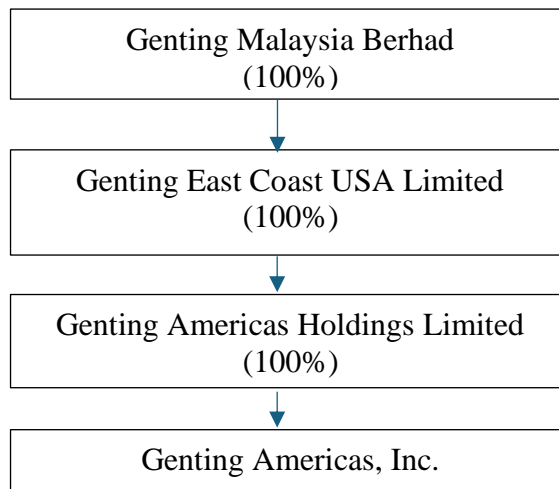 Genting Malaysia Berhad
(100%)
Genting East Coast USA Limited
(100%)
Genting Americas Holdings Limited
(100%)
Genting Americas, Inc.